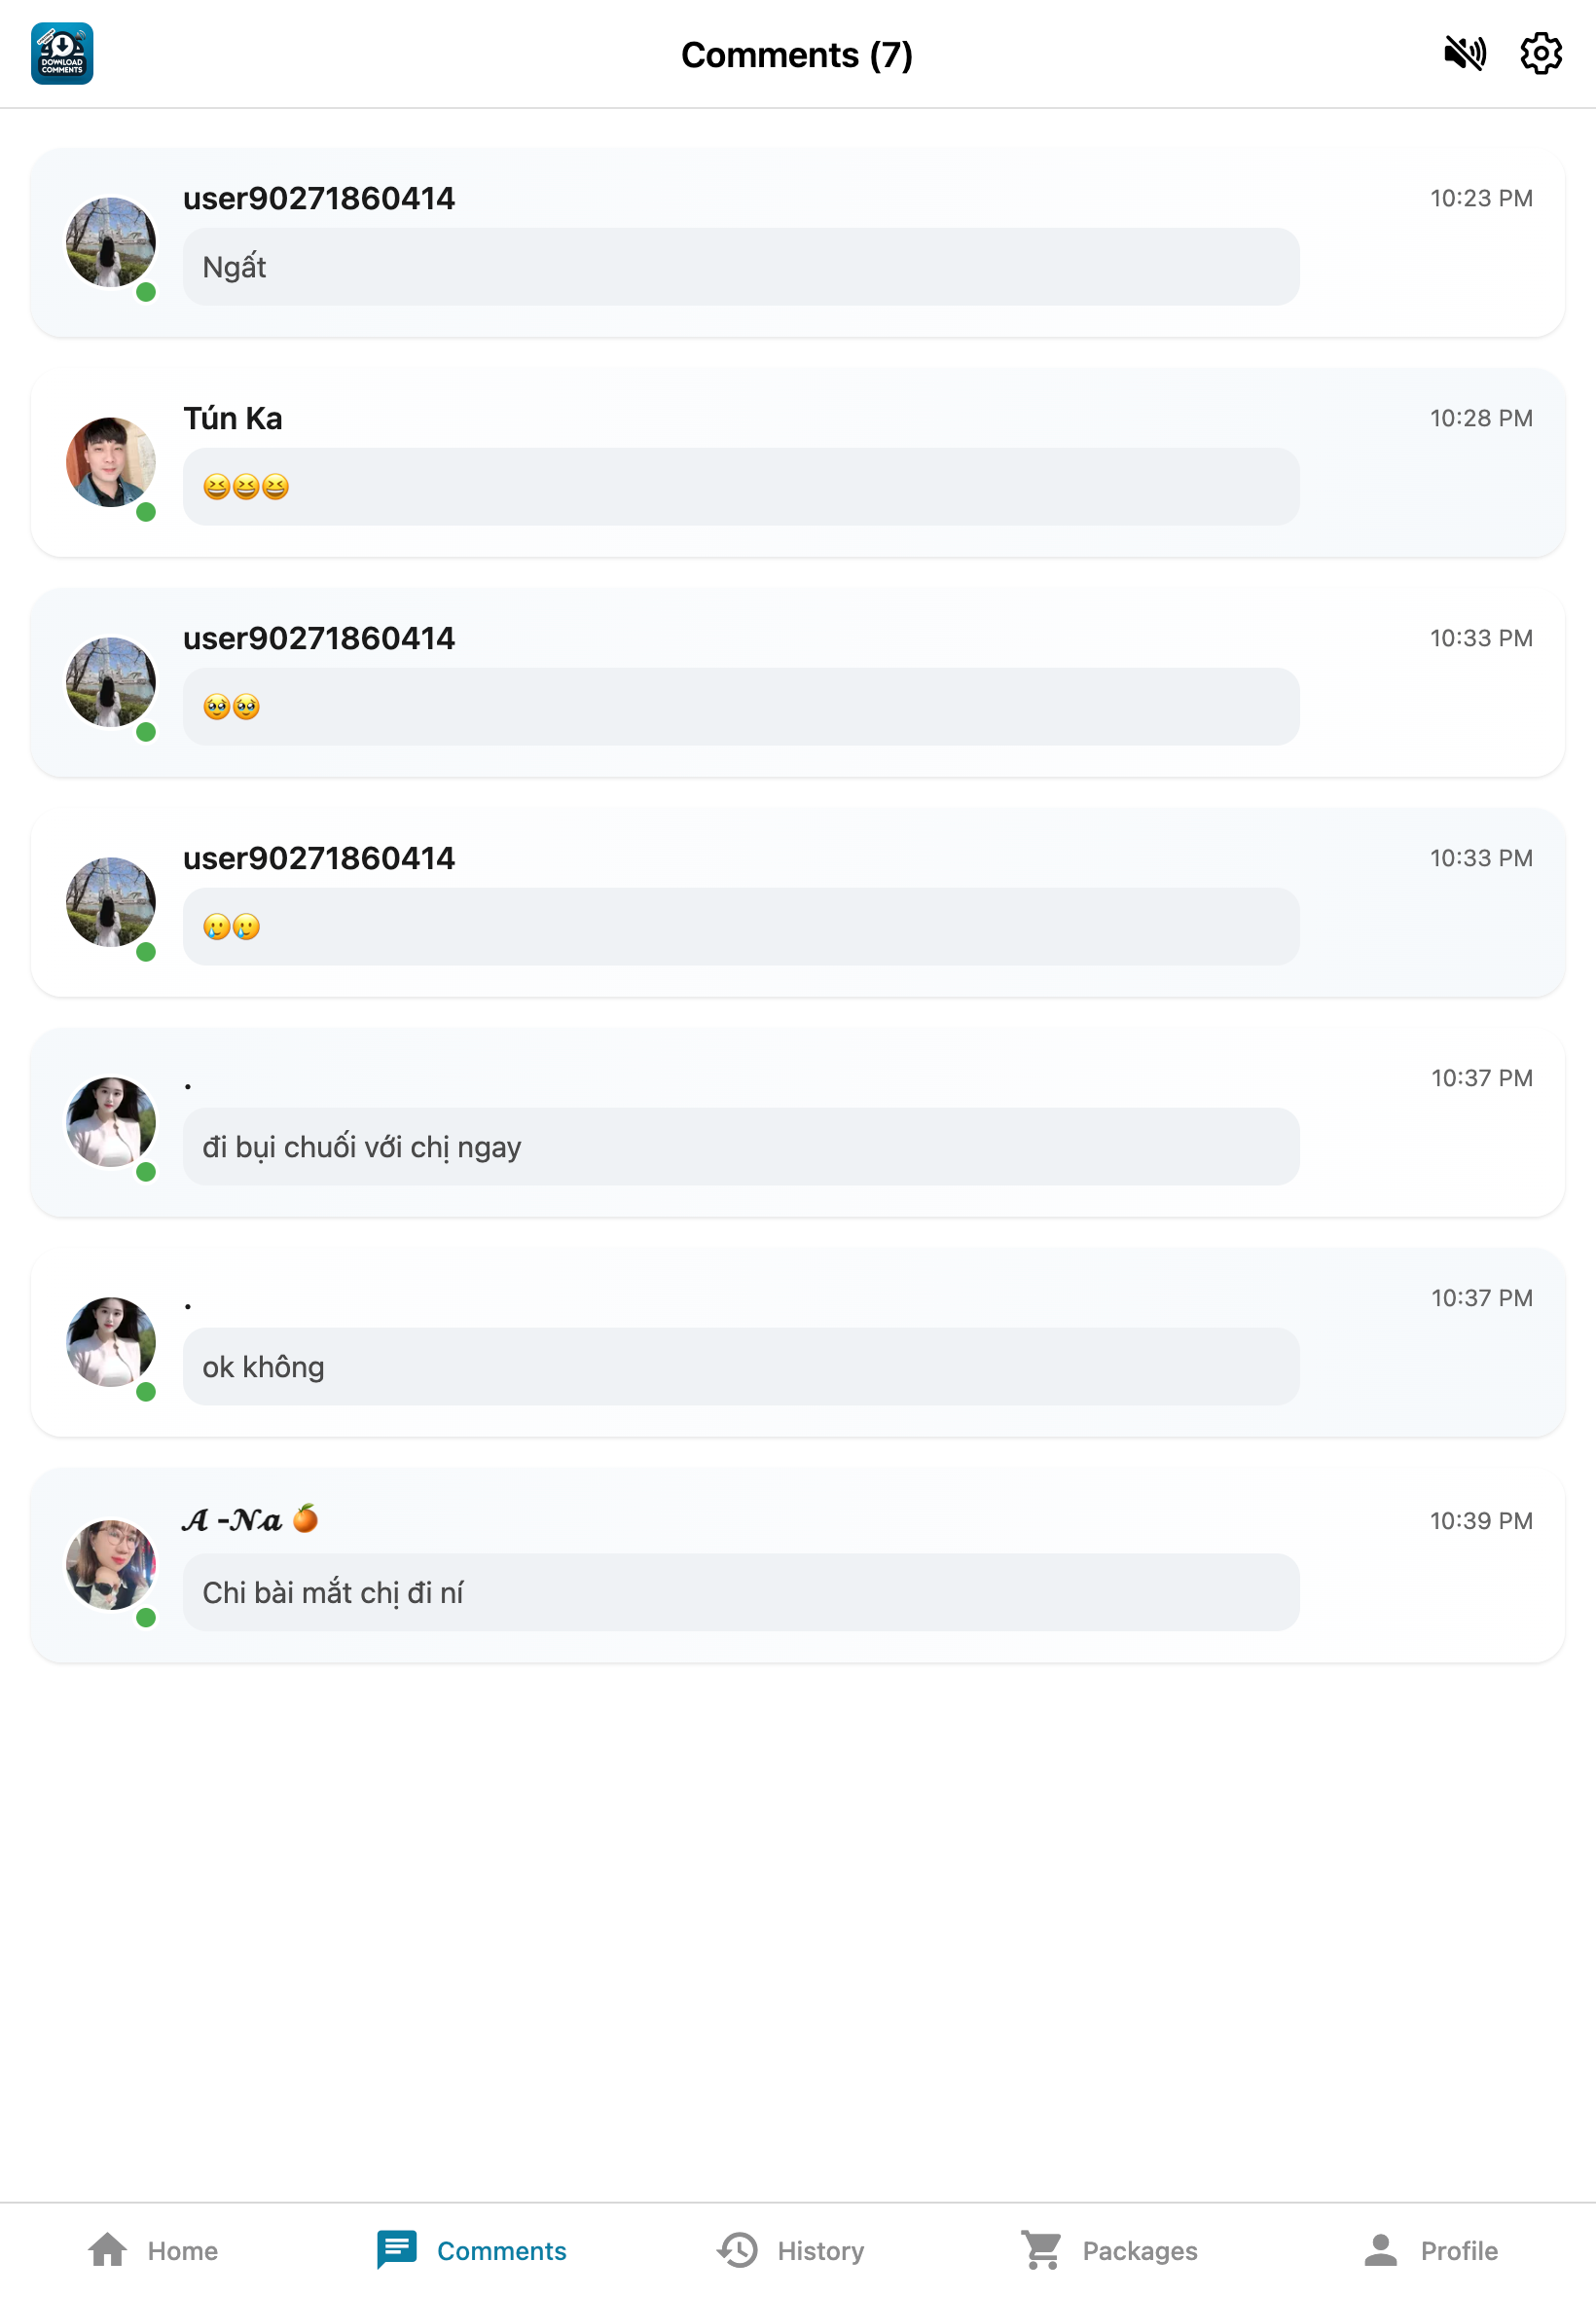 DOWNLOAD
COMMENTS
Comments (7)
user90271860414
10:23 PM
Ngất
Tún Ka
10:28 PM
😆😆😆
user90271860414
10:33 PM
🥹🥹
user90271860414
10:33 PM
🥲🥲
.
10:37 PM
đi bụi chuối với chị ngay
.
10:37 PM
ok không
𝓐 -𝓝𝓪 🍊
10:39 PM
Chi bài mắt chị đi ní
Home
Comments
History
Packages
Profile